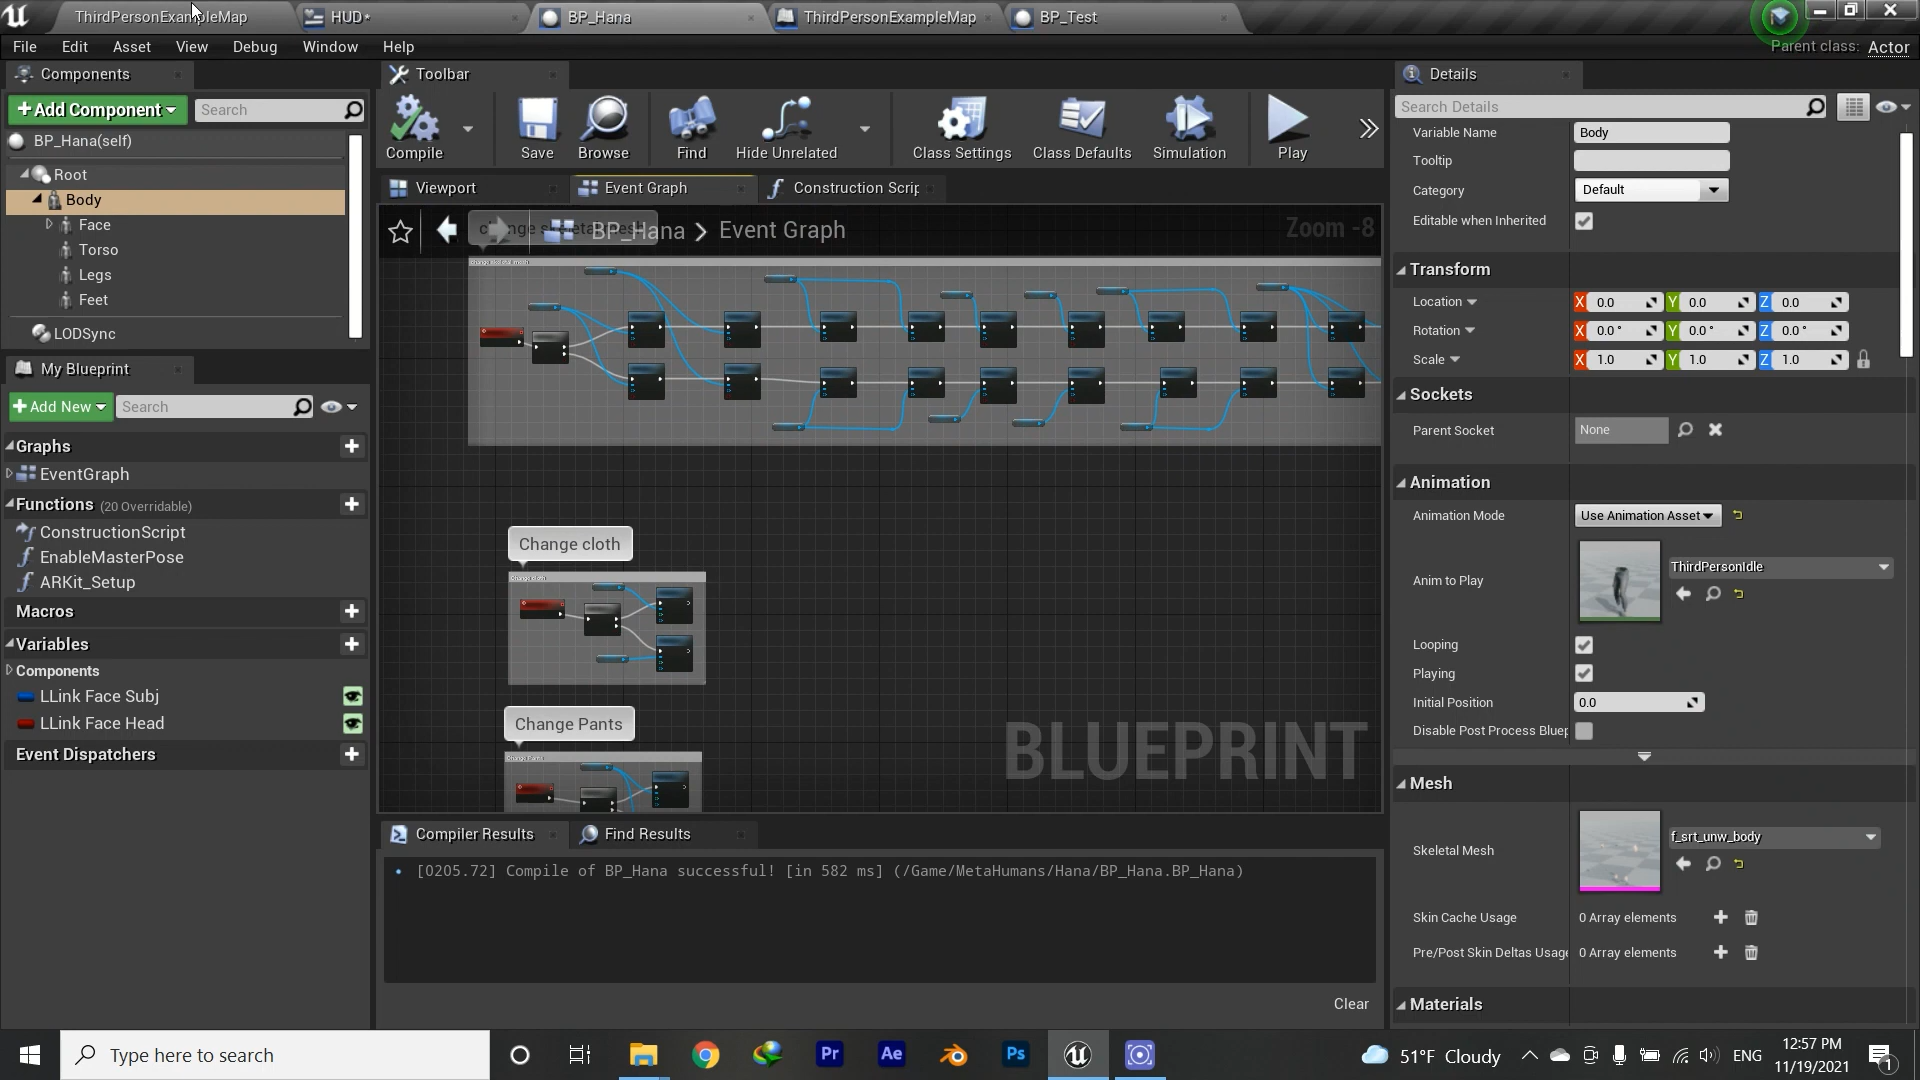 ThirdPersonExampleMap
HUD*
BP_Hana
ThirdPersonExampleMap
BP_Test
File
Edit
Asset
View
Debug
Window
Help
Parent class: Actor
Components
+Add Component
Search
BP_Hana(self)
Root
Body
Face
Torso
Legs
Feet
LODSync
My Blueprint
+Add New
Search
Graphs
EventGraph
Functions (20 Overridable)
ConstructionScript
EnableMasterPose
ARKit_Setup
Macros
Variables
Components
LLink Face Subj
LLink Face Head
Event Dispatchers
Toolbar
Compile
Save
Browse
Find
Hide Unrelated
Class Settings
Class Defaults
Simulation
Play
Viewport
Event Graph
Construction Scrip
BP_Hana > Event Graph
Zoom -8
Change cloth
Change cloth
Change Pants
Change Pants
BLUEPRINT
Compiler Results
Find Results
[0205.72] Compile of BP_Hana successful! [in 582 ms] (/Game/MetaHumans/Hana/BP_Hana.BP_Hana)
Clear
Details
Search Details
Variable Name
Body
Tooltip
Category
Default
Editable when Inherited
Transform
Location
X 0.0 Y 0.0 Z 0.0
Rotation
X 0.0° Y 0.0° Z 0.0°
Scale
X 1.0 Y 1.0 Z 1.0
Sockets
Parent Socket
None
Animation
Animation Mode
Use Animation Asset
Anim to Play
ThirdPersonIdle
Looping
Playing
Initial Position
0.0
Disable Post Process Bluep
Mesh
Skeletal Mesh
f_srt_unw_body
Skin Cache Usage
0 Array elements
Pre/Post Skin Deltas Usage
0 Array elements
Materials
Type here to search
Pr
Ae
Ps
51°F Cloudy
ENG
12:57 PM
11/19/2021
1